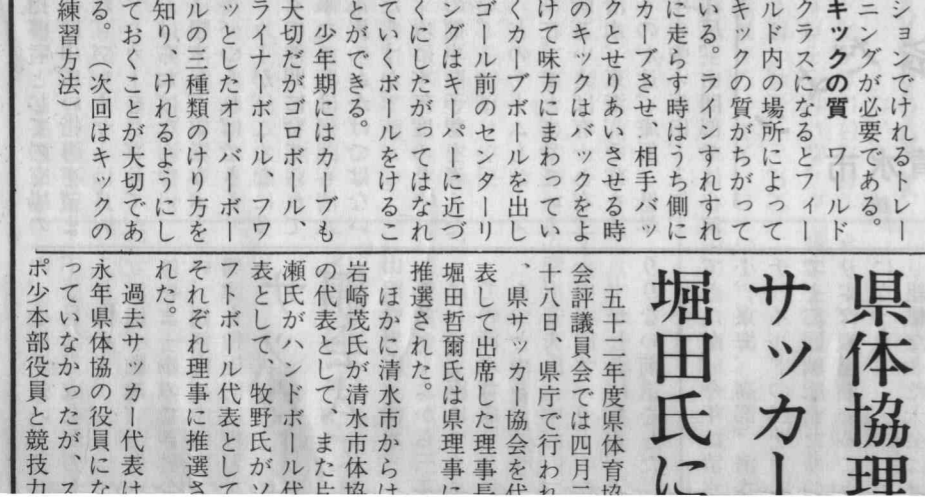 ションでけれるトレー
ニングが必要である。
キックの質　ワールド
クラスになるとフィー
ルド内の場所によって
キックの質がちがって
いる。ラインすれすれ
に走らす時はうち側に
カーブさせ、相手バッ
クとせりあいさせる時
のキックはバックをよ
けて味方にまわってい
くカーブボールを出し
ゴール前のセンターリ
ングはキーパーに近づ
くにしたがってはなれ
ていくボールをけるこ
とができる。
少年期にはカーブも
大切だがゴロボール、
ライナーボール、フワ
ッとしたオーバーボー
ルの三種類のけり方を
知り、けれるようにし
ておくことが大切であ
る。（次回はキックの
練習方法）
県体協理
サッカー
堀田氏に
五十二年度県体育協
会評議員会では四月二
十八日、県庁で行われ
、県サッカー協会を代
表して出席した理事長
堀田哲爾氏は県理事に
推選された。
ほかに清水市からは
岩崎茂氏が清水市体協
の代表として、また片
瀬氏がハンドボール代
表として、牧野氏がソ
フトボール代表として
それぞれ理事に推選さ
れた。
過去サッカー代表は
永年県体協の役員にな
っていなかったが、ス
ポ少本部役員と競技力